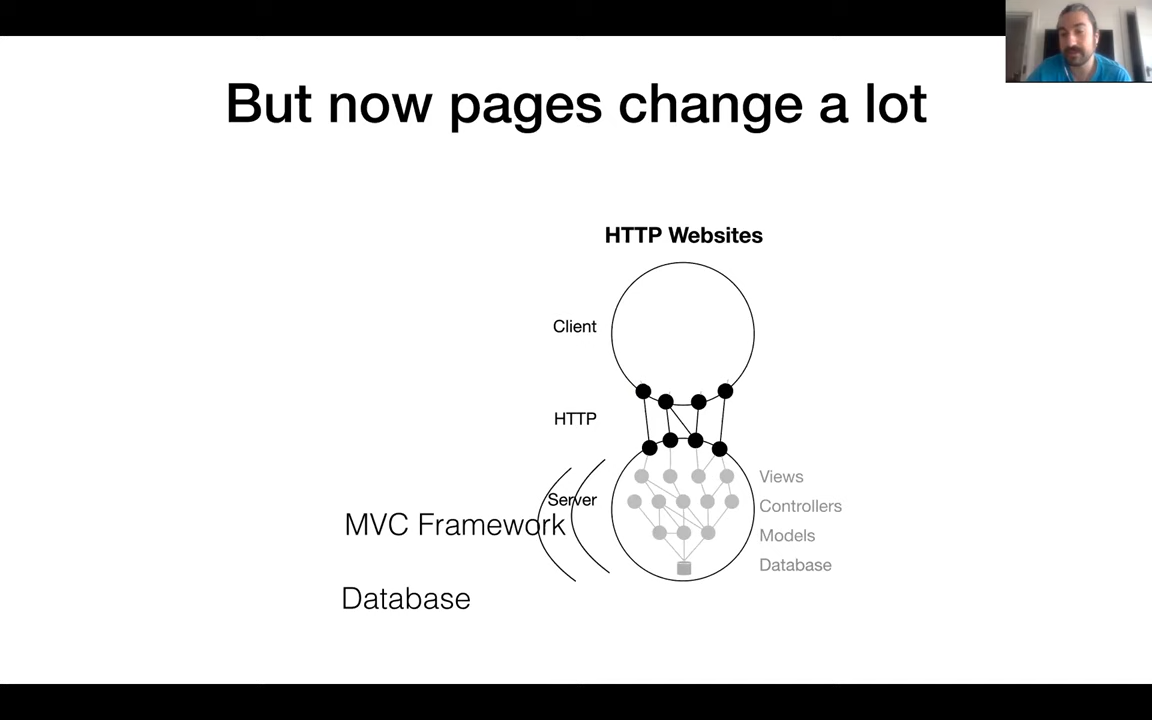 But now pages change a lot
HTTP Websites
Client
HTTP
Server
Views
Controllers
Models
Database
MVC Framework
Database